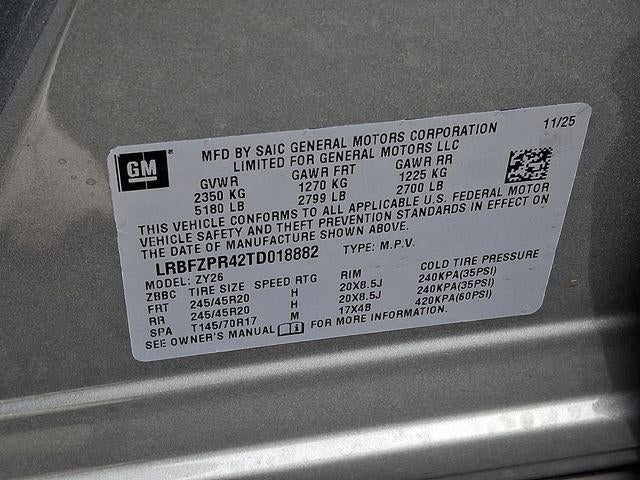 GM
MFD BY SAIC GENERAL MOTORS CORPORATION 11/25
LIMITED FOR GENERAL MOTORS LLC
GVWR GAWR FRT GAWR RR
2350 KG 1270 KG 1225 KG
5180 LB 2799 LB 2700 LB
THIS VEHICLE CONFORMS TO ALL APPLICABLE U.S. FEDERAL MOTOR
VEHICLE SAFETY AND THEFT PREVENTION STANDARDS IN EFFECT ON
THE DATE OF MANUFACTURE SHOWN ABOVE.
LRBFZPR42TD018882 TYPE: M.P.V.
MODEL: ZY26
ZBBC TIRE SIZE SPEED RTG RIM COLD TIRE PRESSURE
FRT 245/45R20 H 20X8.5J 240KPA(35PSI)
RR 245/45R20 H 20X8.5J 240KPA(35PSI)
SPA T145/70R17 M 17X4B 420KPA(60PSI)
SEE OWNER'S MANUAL FOR MORE INFORMATION.